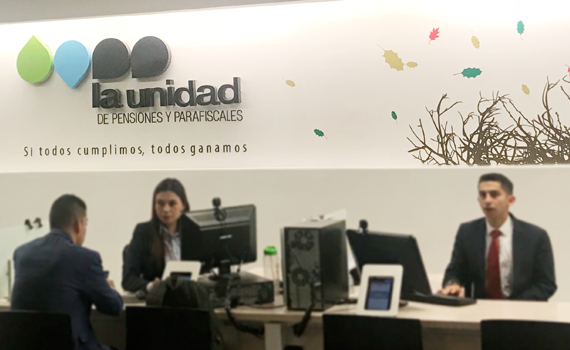 la unidad
DE PENSIONES Y PARAFISCALES
Si todos cumplimos, todos ganamos